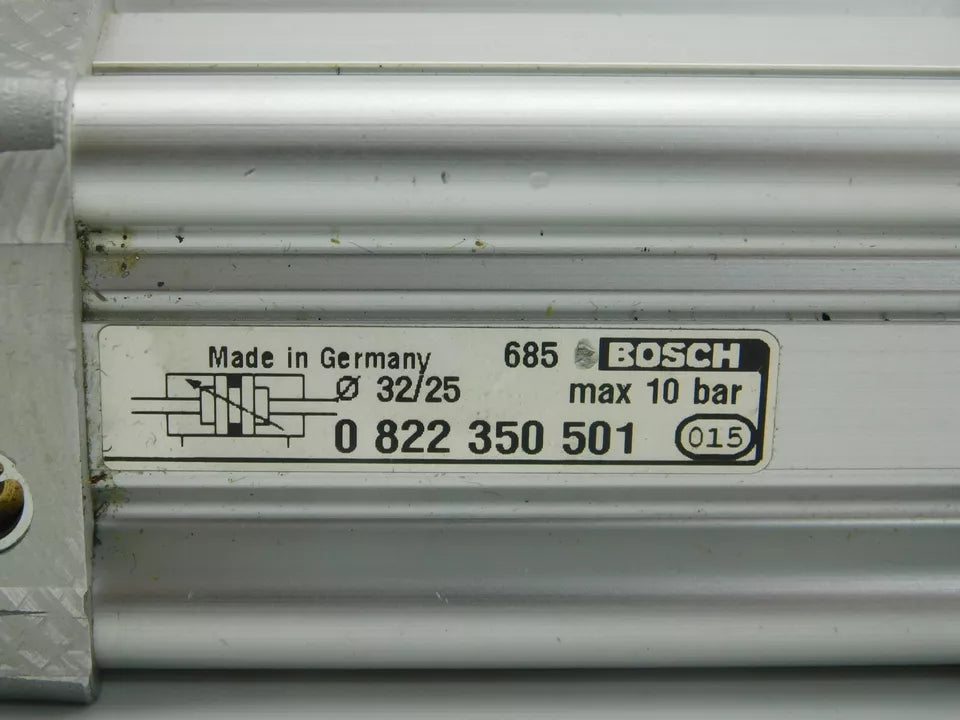 Made in Germany 685 BOSCH
Ø 32/25 max 10 bar
0 822 350 501 015